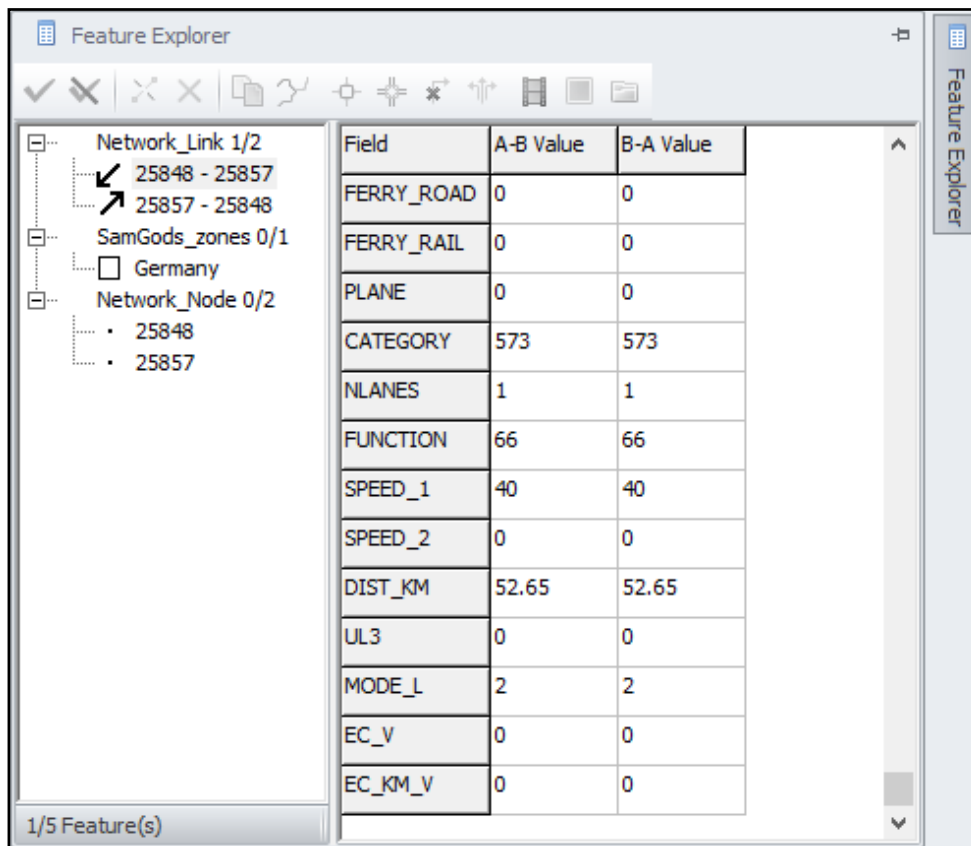 Feature Explorer
Network_Link 1/2
25848 - 25857
25857 - 25848
SamGods_zones 0/1
Germany
Network_Node 0/2
25848
25857
1/5 Feature(s)
Field A-B Value B-A Value
FERRY_ROAD 0 0
FERRY_RAIL 0 0
PLANE 0 0
CATEGORY 573 573
NLANES 1 1
FUNCTION 66 66
SPEED_1 40 40
SPEED_2 0 0
DIST_KM 52.65 52.65
UL3 0 0
MODE_L 2 2
EC_V 0 0
EC_KM_V 0 0
Feature Explorer